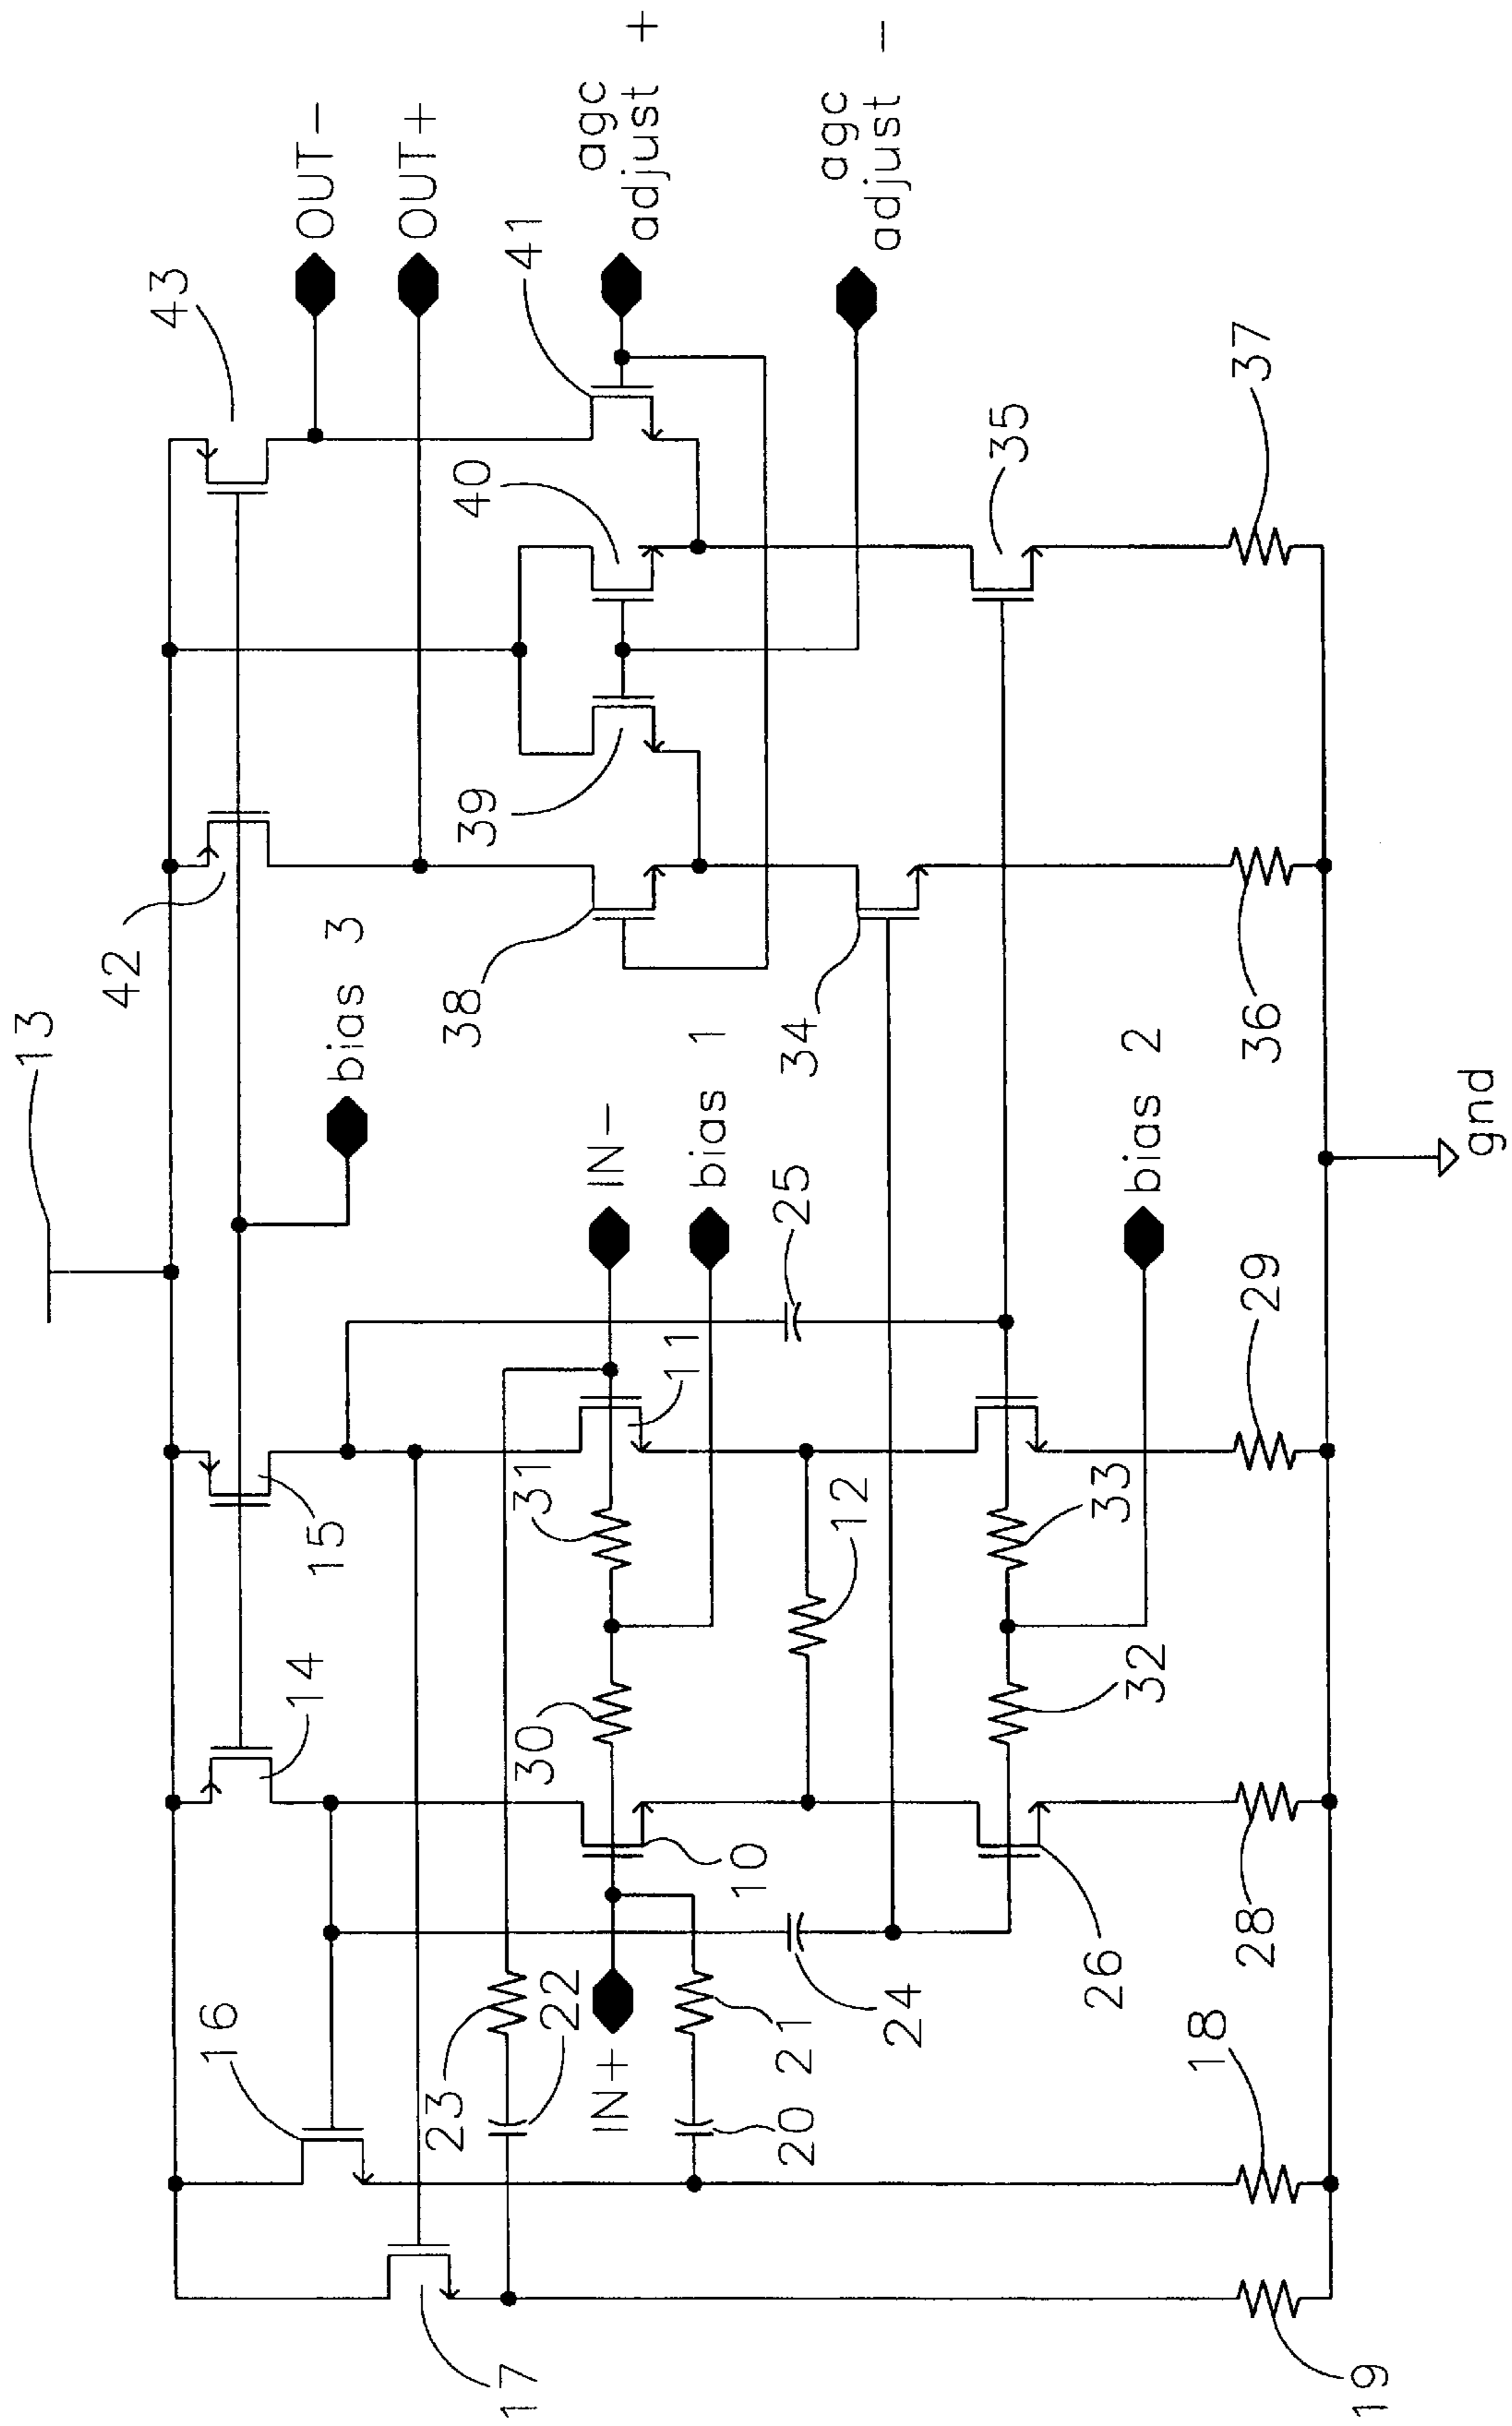 13
43
OUT-
42
OUT+
bias 3
14
15
16
41
agc
adjust +
40
39
38
31
11
IN-
30
23
22
IN+
10
bias 1
17
agc
adjust -
25
12
34
21
20
24
35
33
bias 2
32
26
37
36
29
28
18
19
gnd